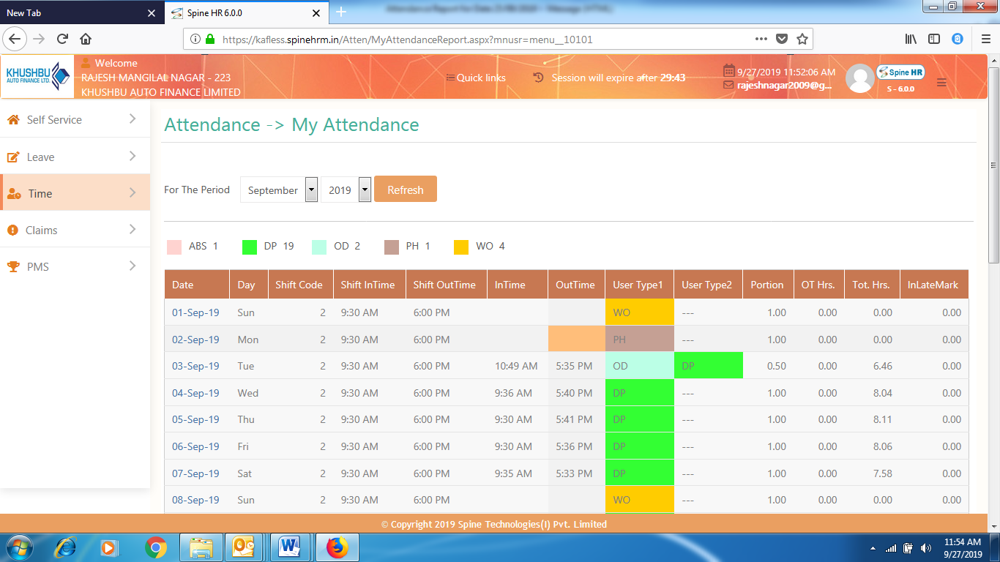 New Tab
Spine HR 6.0.0
Attendance Report for Date 21/09/2019 - Message (HTML)
https://kafless.spinehrm.in/Atten/MyAttendanceReport.aspx?mnusr=menu__10101
KHUSHBU
AUTO FINANCE LTD.
Welcome
RAJESH MANGILAL NAGAR - 223
KHUSHBU AUTO FINANCE LIMITED
Quick links
Session will expire after 29:43
9/27/2019 11:52:06 AM
rajeshnagar2009@g...
Spine HR
S - 6.0.0
Self Service
Leave
Time
Claims
PMS
Attendance -> My Attendance
For The Period September 2019 Refresh
ABS 1 DP 19 OD 2 PH 1 WO 4
Date Day Shift Code Shift InTime Shift OutTime InTime OutTime User Type1 User Type2 Portion OT Hrs. Tot. Hrs. InLateMark
01-Sep-19 Sun 2 9:30 AM 6:00 PM WO --- 1.00 0.00 0.00 0.00
02-Sep-19 Mon 2 9:30 AM 6:00 PM PH --- 1.00 0.00 0.00 0.00
03-Sep-19 Tue 2 9:30 AM 6:00 PM 10:49 AM 5:35 PM OD DP 0.50 0.00 6.46 0.00
04-Sep-19 Wed 2 9:30 AM 6:00 PM 9:36 AM 5:40 PM DP --- 1.00 0.00 8.04 0.00
05-Sep-19 Thu 2 9:30 AM 6:00 PM 9:30 AM 5:41 PM DP --- 1.00 0.00 8.11 0.00
06-Sep-19 Fri 2 9:30 AM 6:00 PM 9:30 AM 5:36 PM DP --- 1.00 0.00 8.06 0.00
07-Sep-19 Sat 2 9:30 AM 6:00 PM 9:35 AM 5:33 PM DP --- 1.00 0.00 7.58 0.00
08-Sep-19 Sun 2 9:30 AM 6:00 PM WO --- 1.00 0.00 0.00 0.00
© Copyright 2019 Spine Technologies(I) Pvt. Limited
11:54 AM
9/27/2019